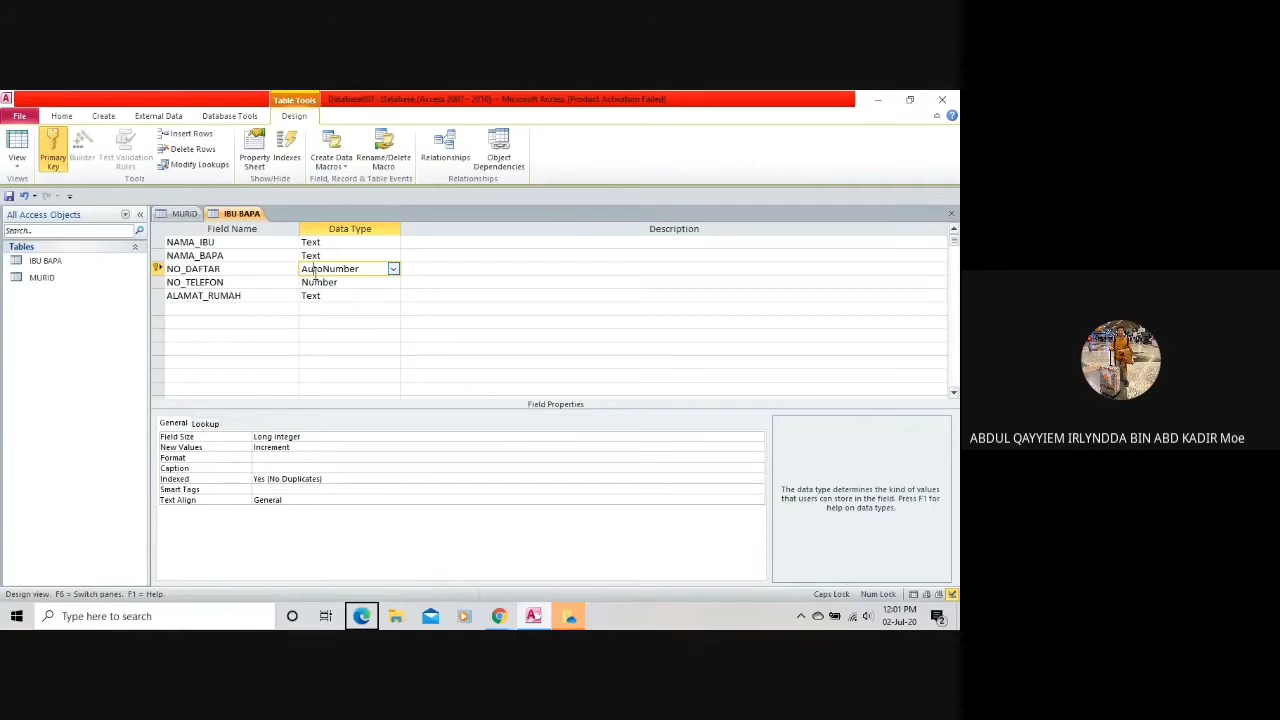 Table Tools
Database007 : Database (Access 2007 - 2010) - Microsoft Access (Product Activation Failed)
File
Home
Create
External Data
Database Tools
Design
View
Primary Key
Builder
Test Validation Rules
Insert Rows
Delete Rows
Modify Lookups
Property Sheet
Indexes
Create Data Macros
Rename/Delete Macro
Relationships
Object Dependencies
Views
Tools
Show/Hide
Field, Record & Table Events
Relationships
All Access Objects
Search...
Tables
IBU BAPA
MURID
MURID
IBU BAPA
Field Name Data Type Description
NAMA_IBU Text
NAMA_BAPA Text
NO_DAFTAR AutoNumber
NO_TELEFON Number
ALAMAT_RUMAH Text
Field Properties
General Lookup
Field Size Long Integer
New Values Increment
Format
Caption
Indexed Yes (No Duplicates)
Smart Tags
Text Align General
The data type determines the kind of values
that users can store in the field. Press F1 for
help on data types.
Design view. F6 = Switch panes. F1 = Help.
Caps Lock
Num Lock
Type here to search
12:01 PM
02-Jul-20
2
ABDUL QAYYIEM IRLYNDDA BIN ABD KADIR Moe